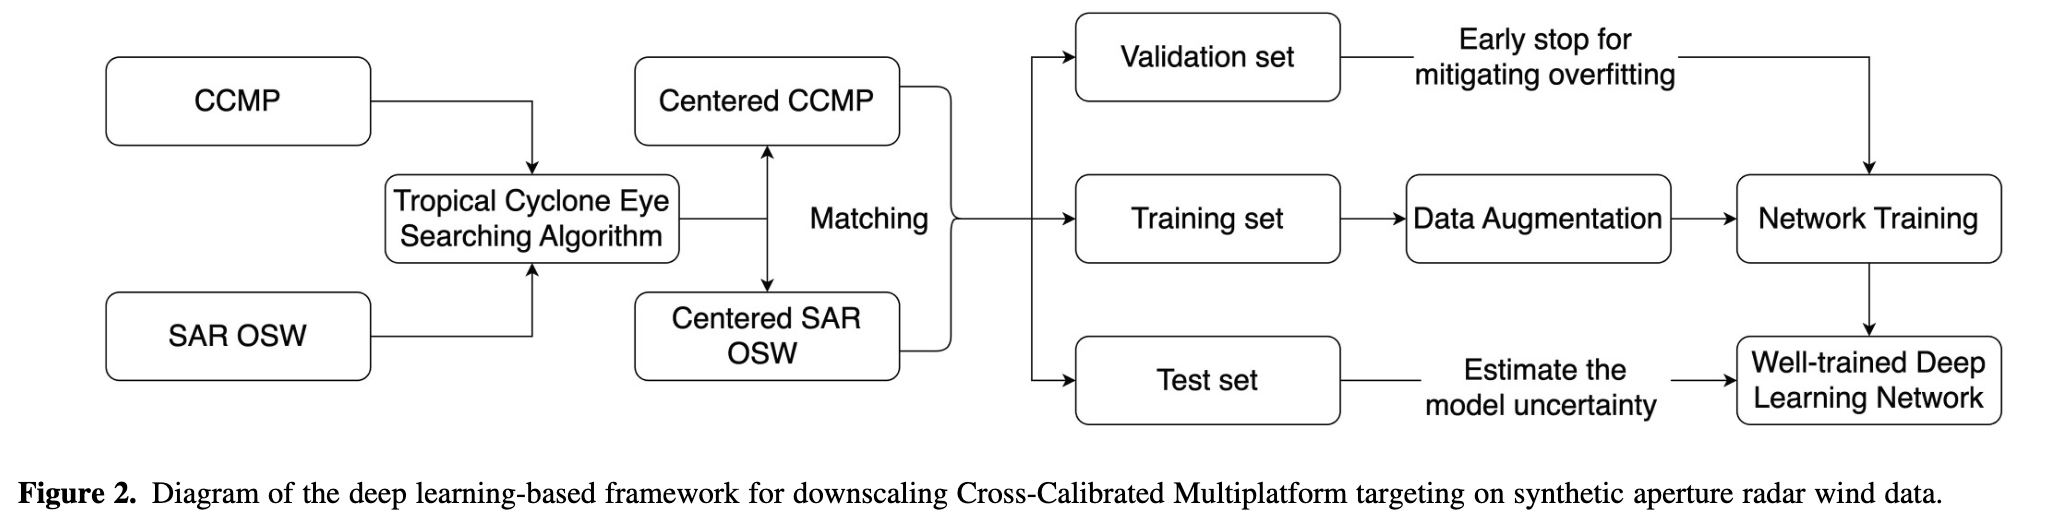 CCMP
SAR OSW
Tropical Cyclone Eye
Searching Algorithm
Centered CCMP
Matching
Centered SAR
OSW
Validation set
Early stop for
mitigating overfitting
Training set
Data Augmentation
Network Training
Test set
Estimate the
model uncertainty
Well-trained Deep
Learning Network
Figure 2. Diagram of the deep learning-based framework for downscaling Cross-Calibrated Multiplatform targeting on synthetic aperture radar wind data.